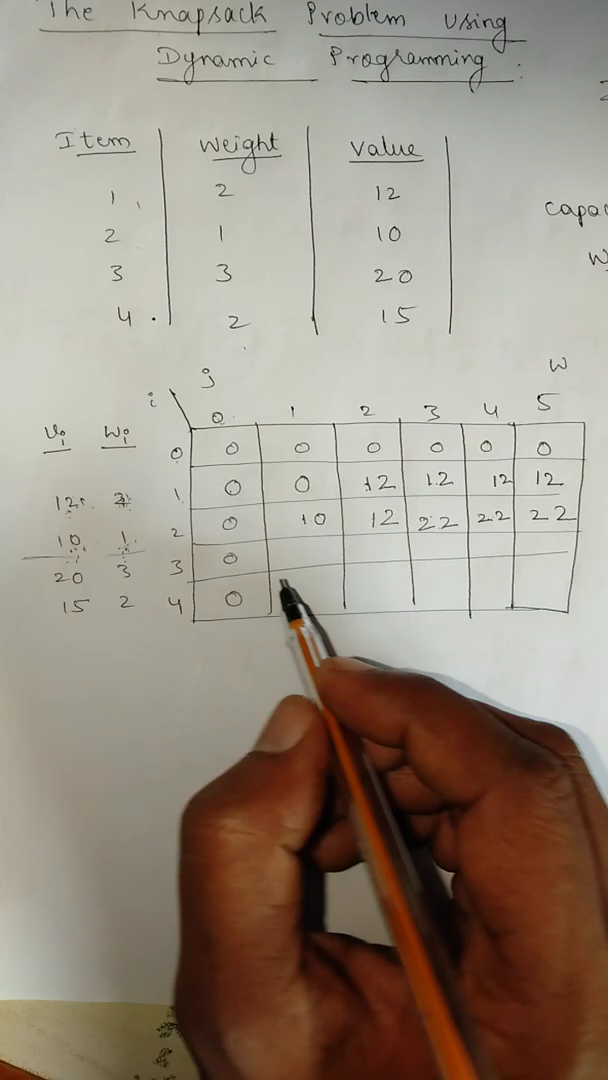 The Knapsack Problem using
Dynamic Programming :
Item Weight Value
1 2 12
capac
2 1 10
W
3 3 20
4 2 15
j W
i 0 1 2 3 4 5
vi wi 0 0 0 0 0 0 0
12 1 0 0 12 12 12 12
10 1 2 0 10 12 22 22 22
20 3 3 0
15 2 4 0